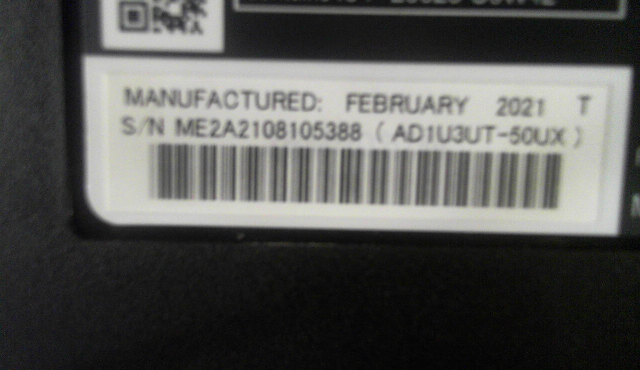 MANUFACTURED: FEBRUARY 2021 T
S/N ME2A2108105388 ( AD1U3UT-50UX )